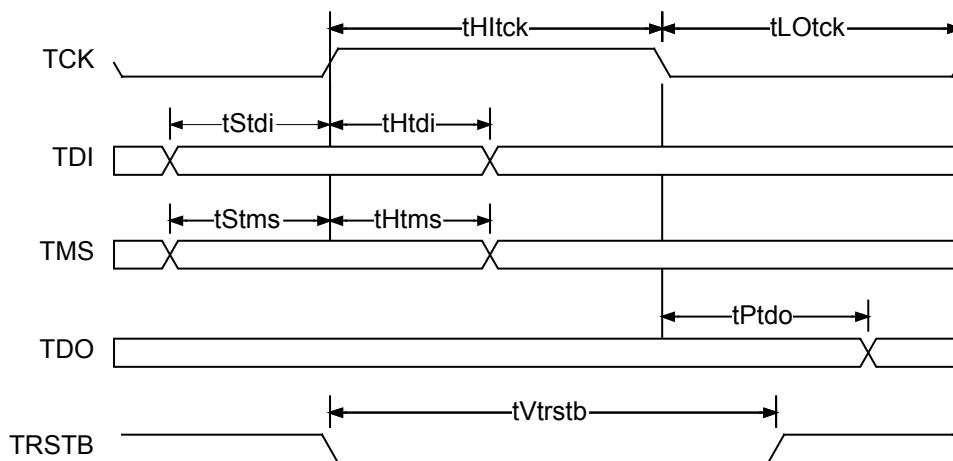 tHItck tLOtck
TCK
tStdi tHtdi
TDI
tStms tHtms
TMS
tPtdo
TDO
tVtrstb
TRSTB